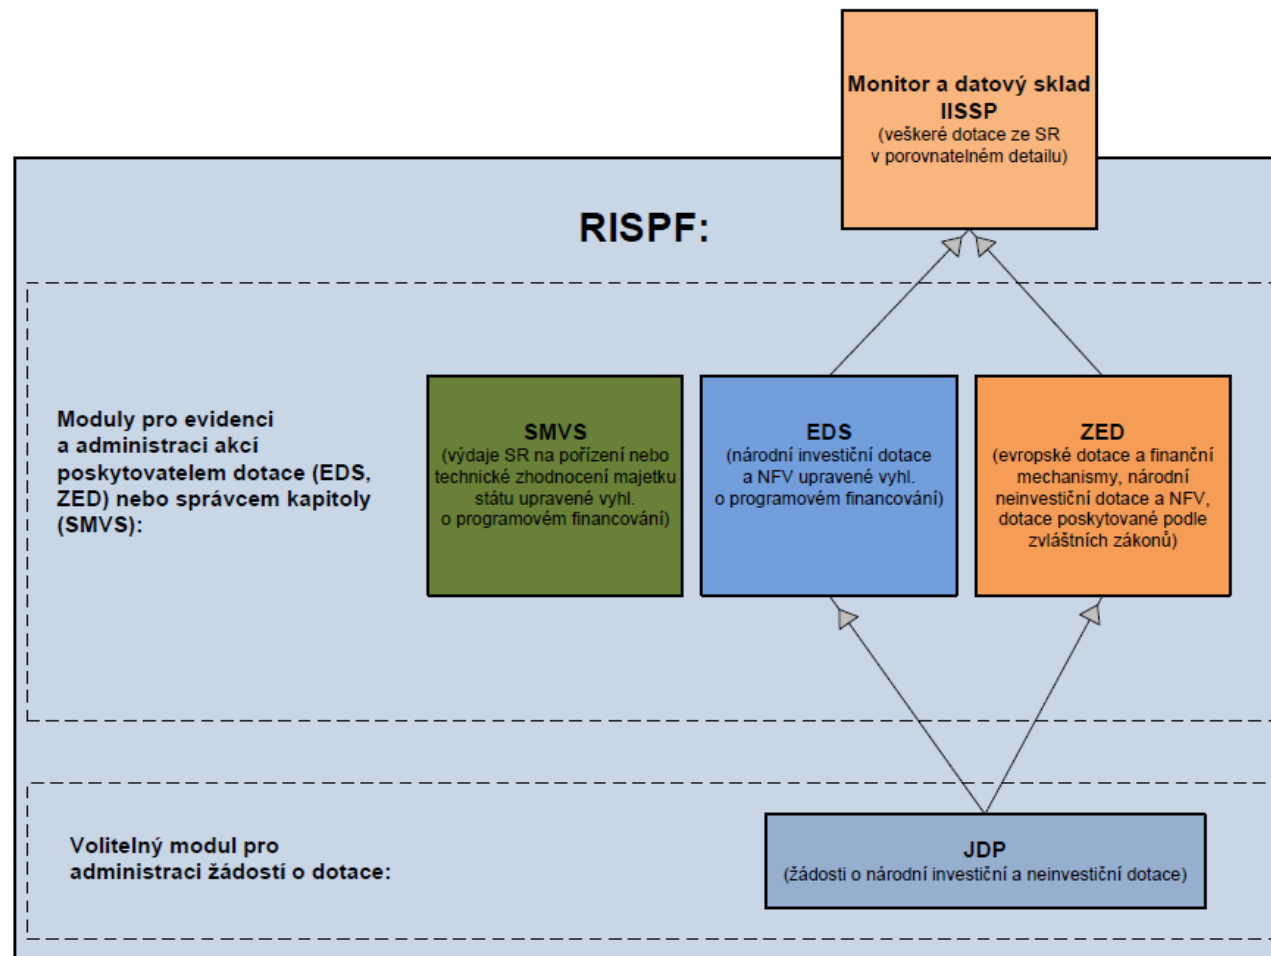 Monitor a datový sklad
IISSP
(veškeré dotace ze SR
v porovnatelném detailu)
RISPF:
Moduly pro evidenci
a administraci akcí
poskytovatelem dotace (EDS,
ZED) nebo správcem kapitoly
(SMVS):
SMVS
(výdaje SR na pořízení nebo
technické zhodnocení majetku
státu upravené vyhl.
o programovém financování)
EDS
(národní investiční dotace
a NFV upravené vyhl.
o programovém financování)
ZED
(evropské dotace a finanční
mechanismy, národní
neinvestiční dotace a NFV,
dotace poskytované podle
zvláštních zákonů)
Volitelný modul pro
administraci žádostí o dotace:
JDP
(žádosti o národní investiční a neinvestiční dotace)